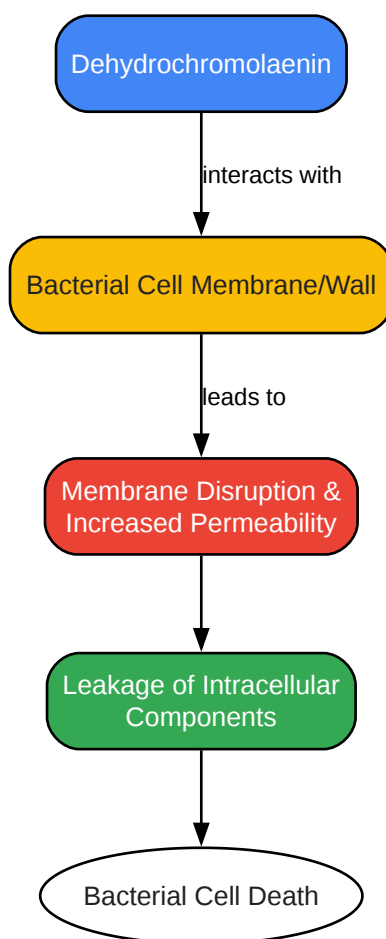 Dehydrochromolaenin
interacts with
Bacterial Cell Membrane/Wall
leads to
Membrane Disruption &
Increased Permeability
Leakage of Intracellular
Components
Bacterial Cell Death